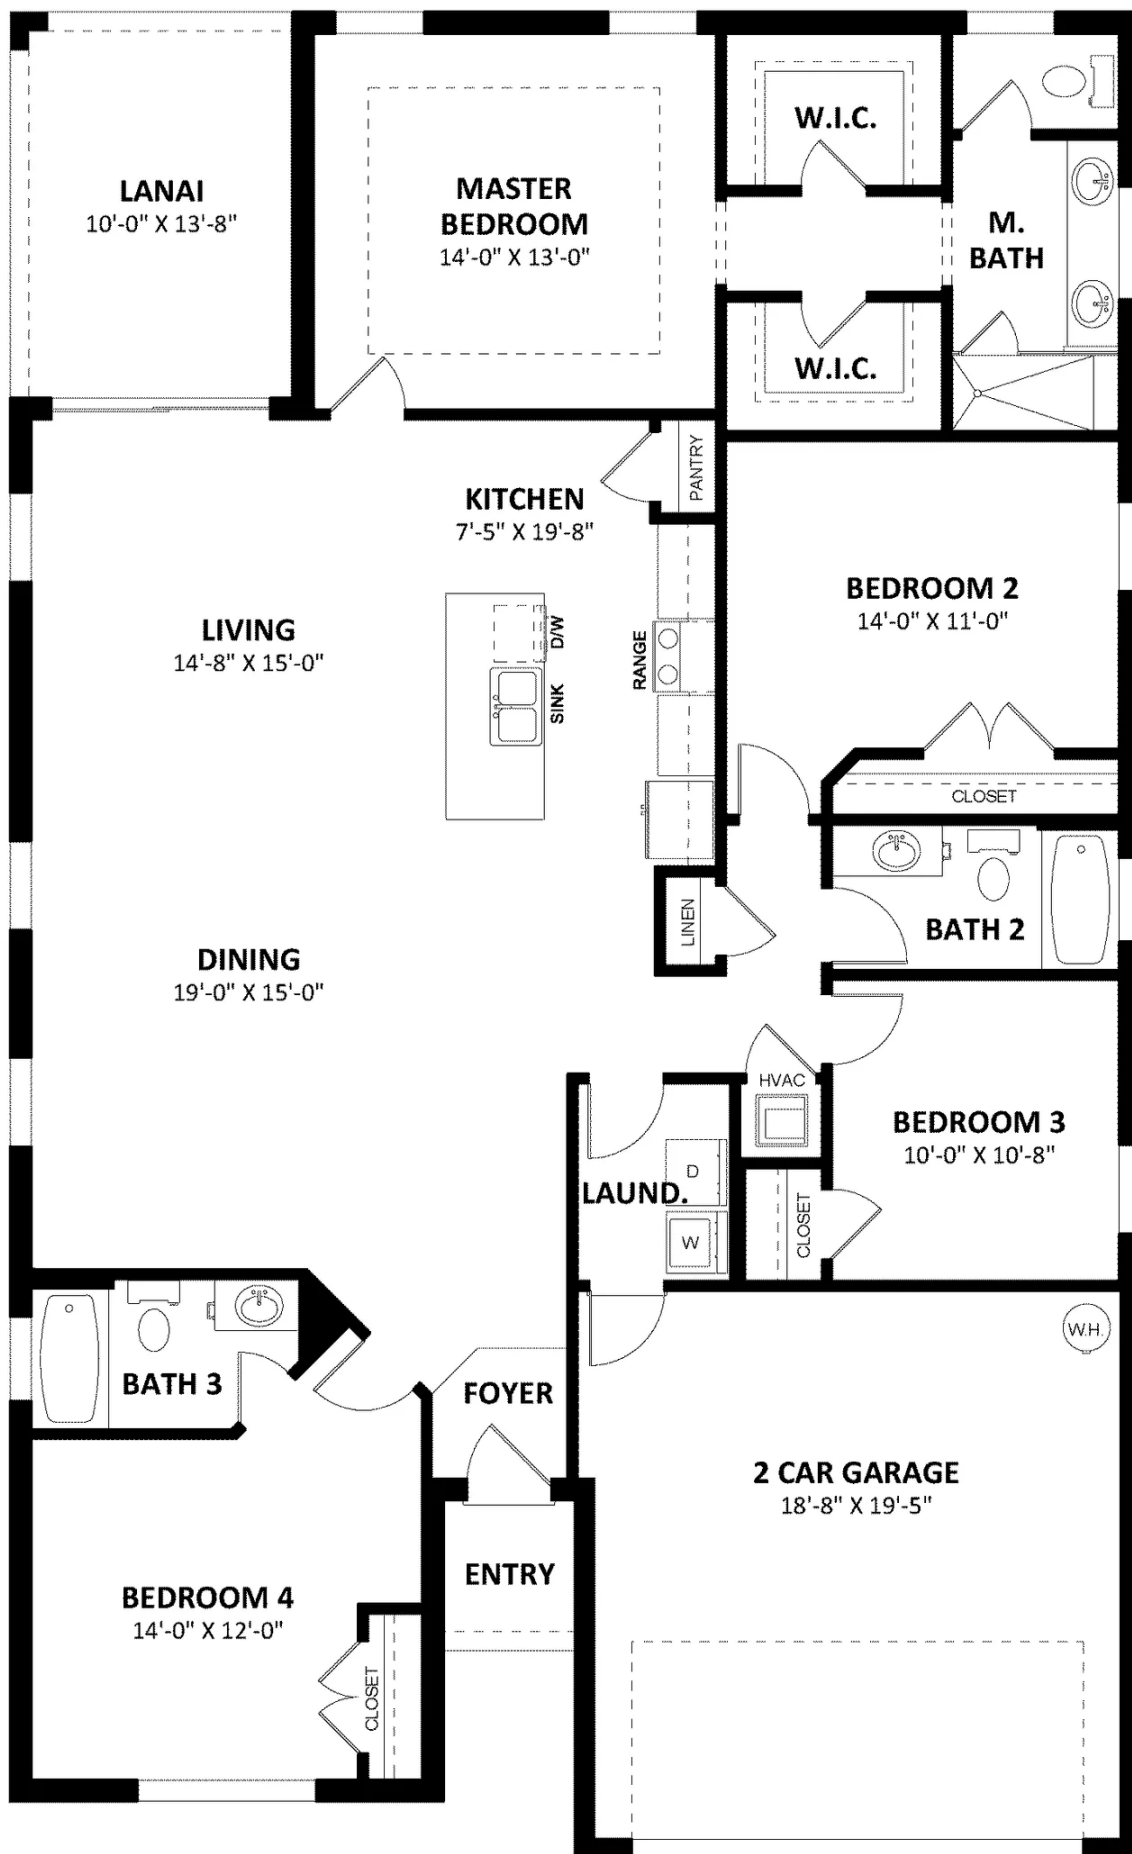 W.I.C.
LANAI
10'-0" X 13'-8"
MASTER
BEDROOM
14'-0" X 13'-0"
M.
BATH
W.I.C.
KITCHEN
7'-5" X 19'-8"
PANTRY
BEDROOM 2
14'-0" X 11'-0"
LIVING
14'-8" X 15'-0"
D/W
SINK
RANGE
CLOSET
LINEN
BATH 2
DINING
19'-0" X 15'-0"
HVAC
BEDROOM 3
10'-0" X 10'-8"
D
LAUND.
W
CLOSET
W.H.
BATH 3
FOYER
2 CAR GARAGE
18'-8" X 19'-5"
ENTRY
BEDROOM 4
14'-0" X 12'-0"
CLOSET